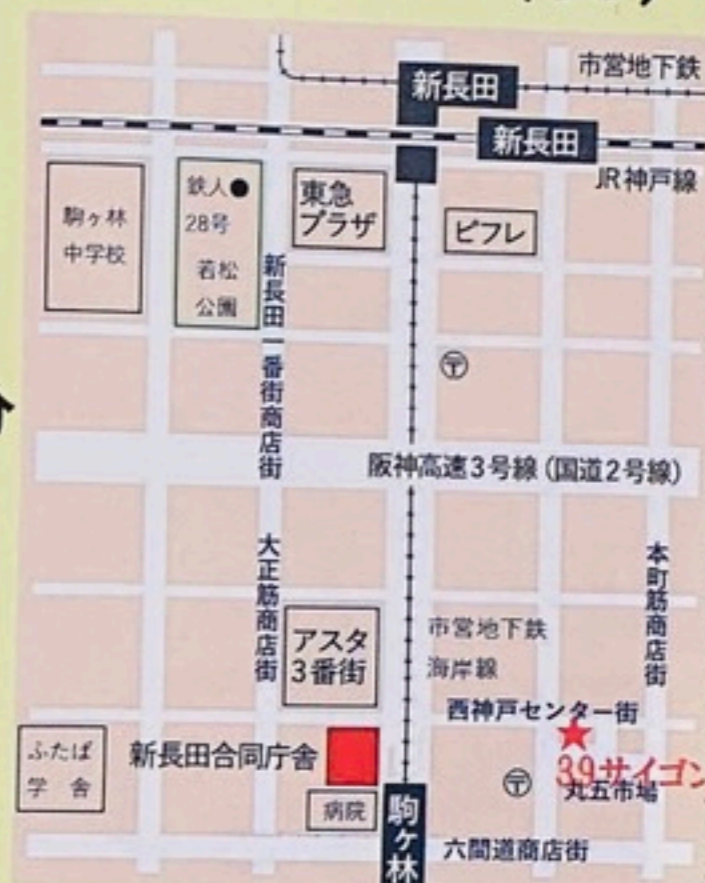 市営地下鉄
新長田
新長田
JR神戸線
駒ヶ林
中学校
鉄人
28号
若松
公園
東急
プラザ
ピフレ
新長田一番街商店街
〒
阪神高速3号線(国道2号線)
大正筋商店街
本町筋商店街
アスタ
3番街
市営地下鉄
海岸線
西神戸センター街
ふたば
学舎
新長田合同庁舎
病院
〒
39サイゴン
丸五市場
駒ヶ林
六間道商店街